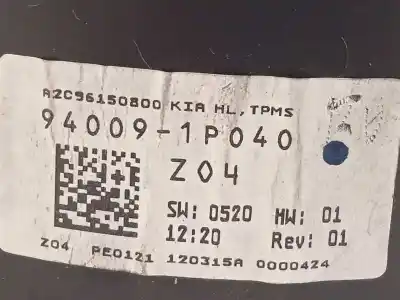 A2C96150800 KIA HL, TPMS
94009-1P040
Z04
SW: 0520 HW: 01
12:20 Rev: 01
Z04 PE0121 120315A 0000424